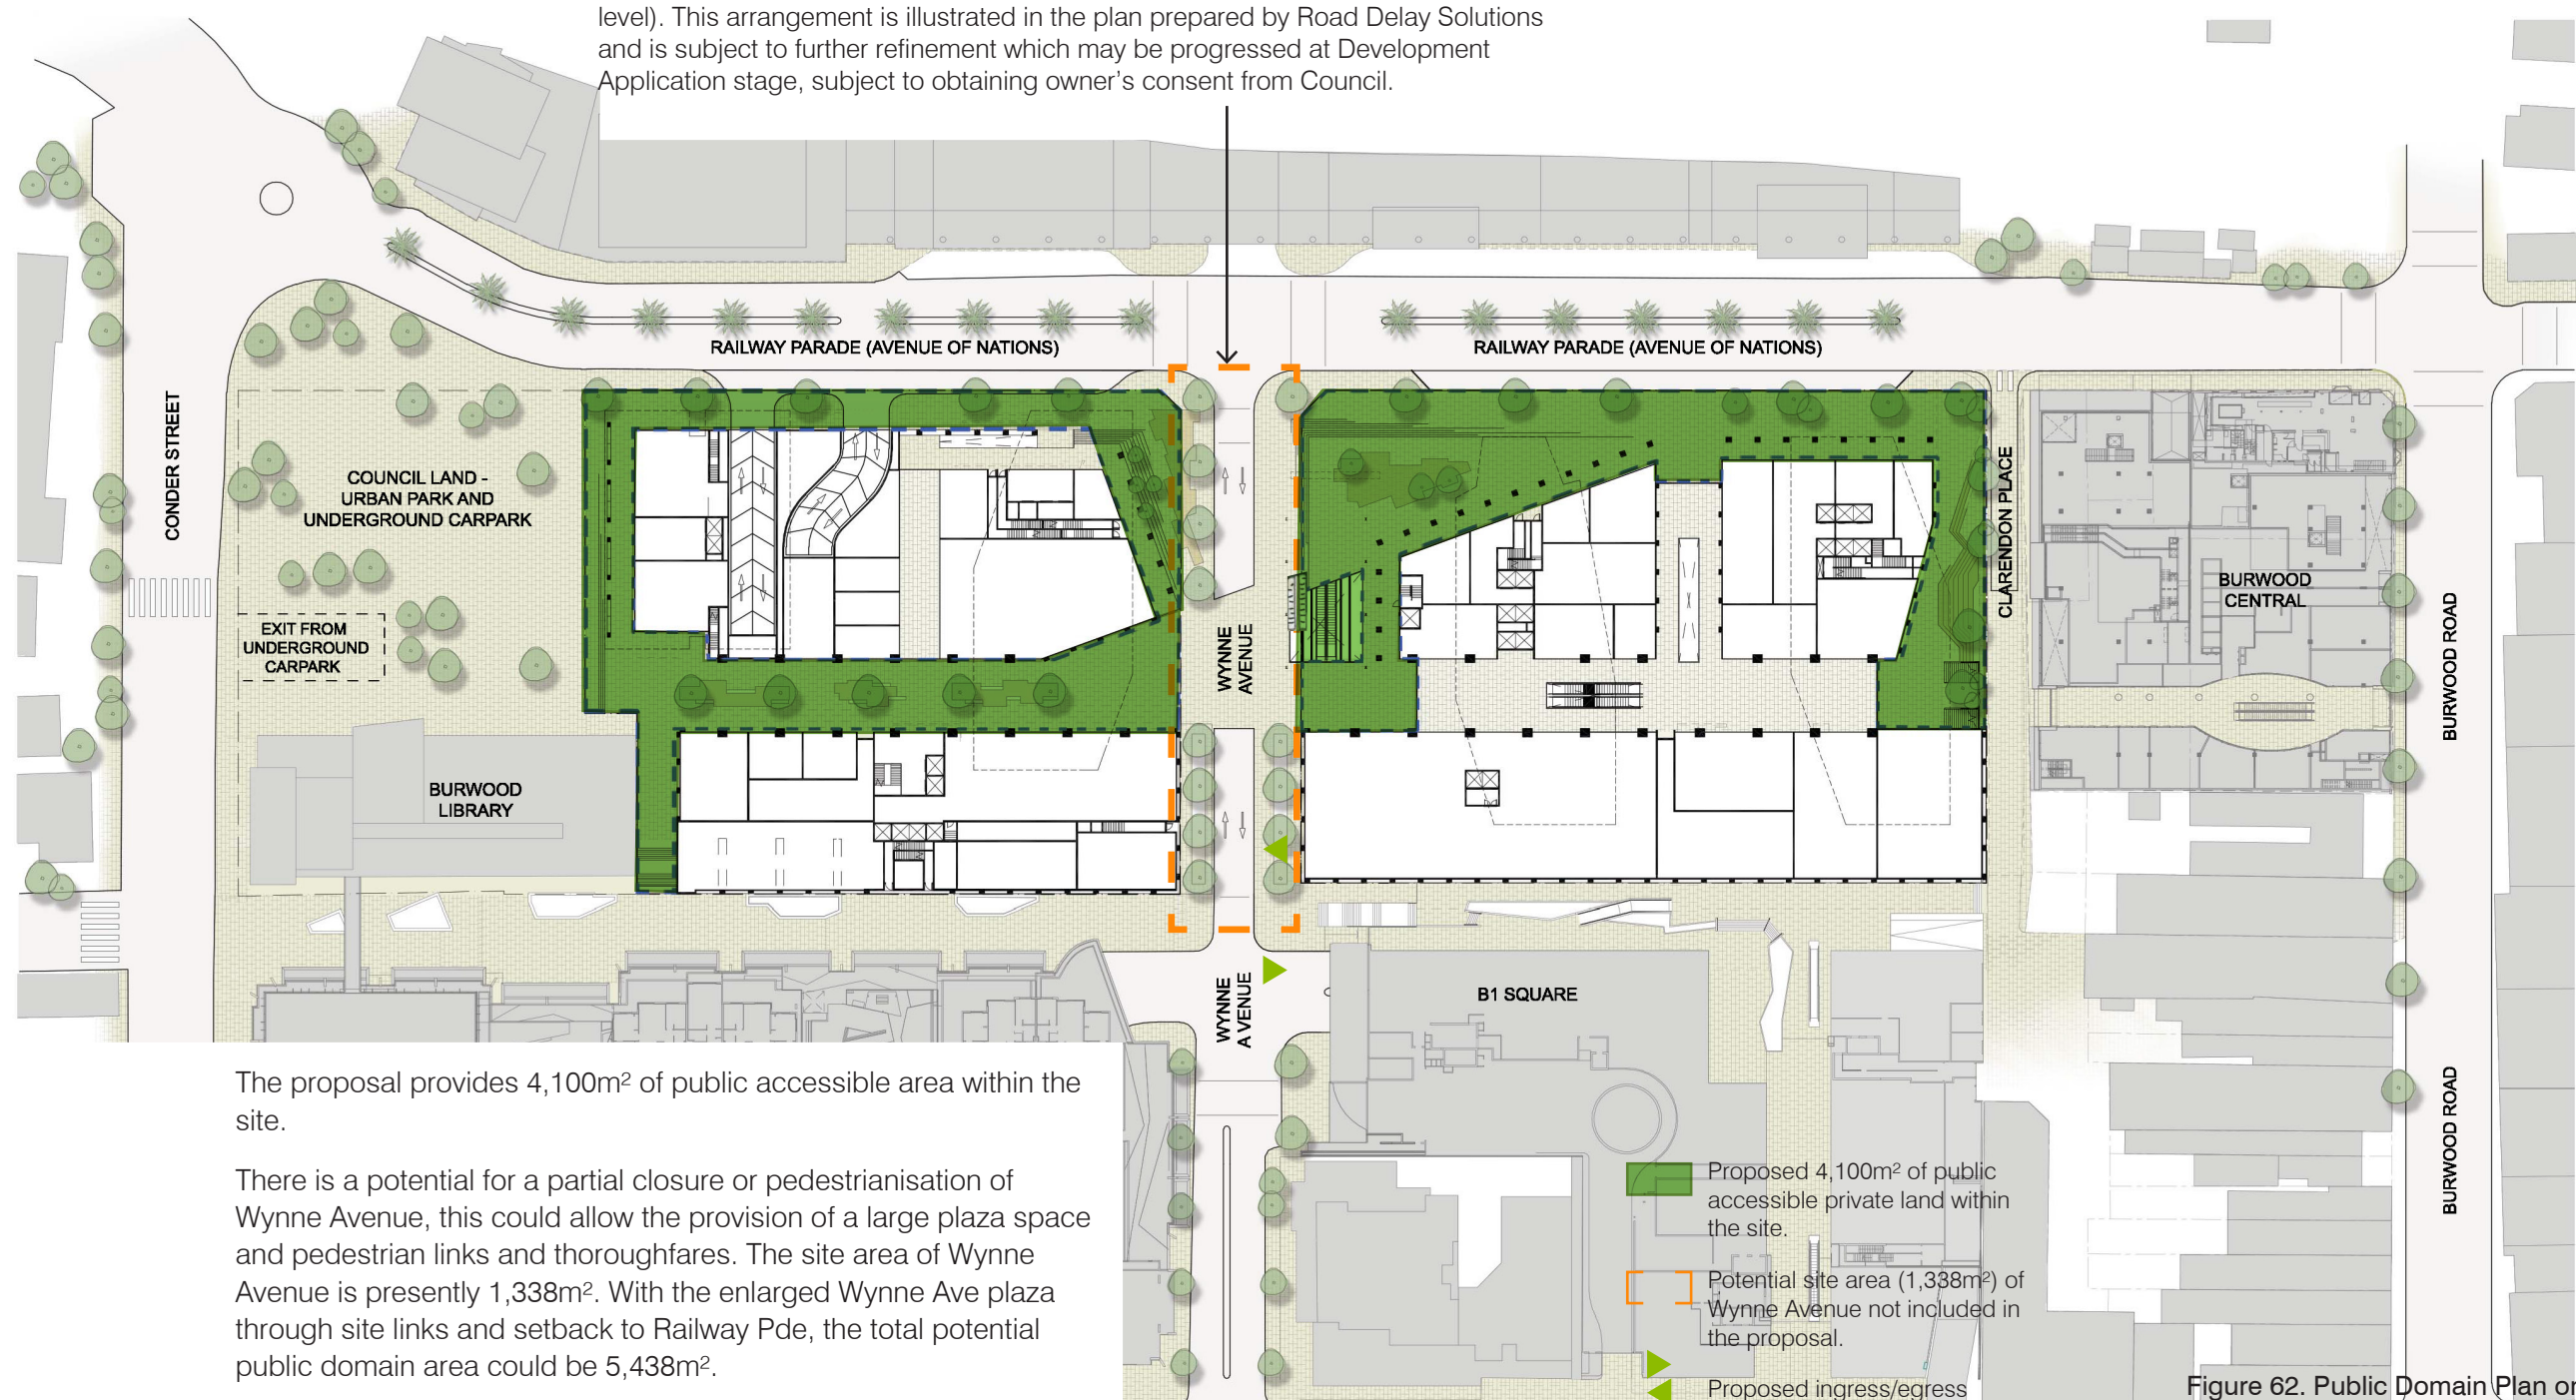 level). This arrangement is illustrated in the plan prepared by Road Delay Solutions
and is subject to further refinement which may be progressed at Development
Application stage, subject to obtaining owner's consent from Council.
RAILWAY PARADE (AVENUE OF NATIONS)
RAILWAY PARADE (AVENUE OF NATIONS)
CONDER STREET
COUNCIL LAND -
URBAN PARK AND
UNDERGROUND CARPARK
EXIT FROM
UNDERGROUND
CARPARK
BURWOOD
LIBRARY
WYNNE
AVENUE
CLARENDON PLACE
BURWOOD
CENTRAL
BURWOOD ROAD
WYNNE
AVENUE
B1 SQUARE
BURWOOD ROAD
The proposal provides 4,100m² of public accessible area within the
site.
There is a potential for a partial closure or pedestrianisation of
Wynne Avenue, this could allow the provision of a large plaza space
and pedestrian links and thoroughfares. The site area of Wynne
Avenue is presently 1,338m². With the enlarged Wynne Ave plaza
through site links and setback to Railway Pde, the total potential
public domain area could be 5,438m².
Proposed 4,100m² of public
accessible private land within
the site.
Potential site area (1,338m²) of
Wynne Avenue not included in
the proposal.
Proposed ingress/egress
Figure 62. Public Domain Plan